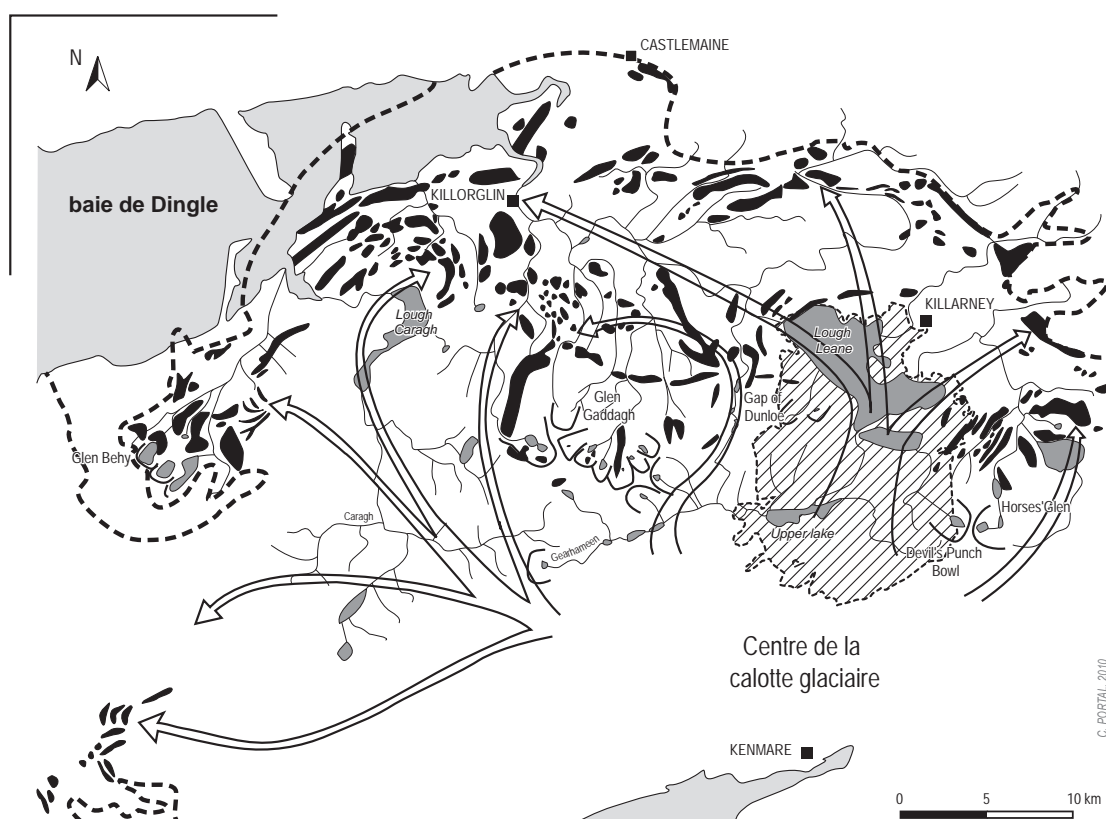 N
CASTLEMAINE
baie de Dingle
KILLORGLIN
Lough
Caragh
Lough
Leane
KILLARNEY
Glen
Gaddagh
Gap of
Dunloe
Glen Behy
Caragh
Gearhameen
Upper lake
Horses'Glen
Devil's Punch
Bowl
Centre de la
calotte glaciaire
KENMARE
C. PORTAL, 2010
0 5 10 km